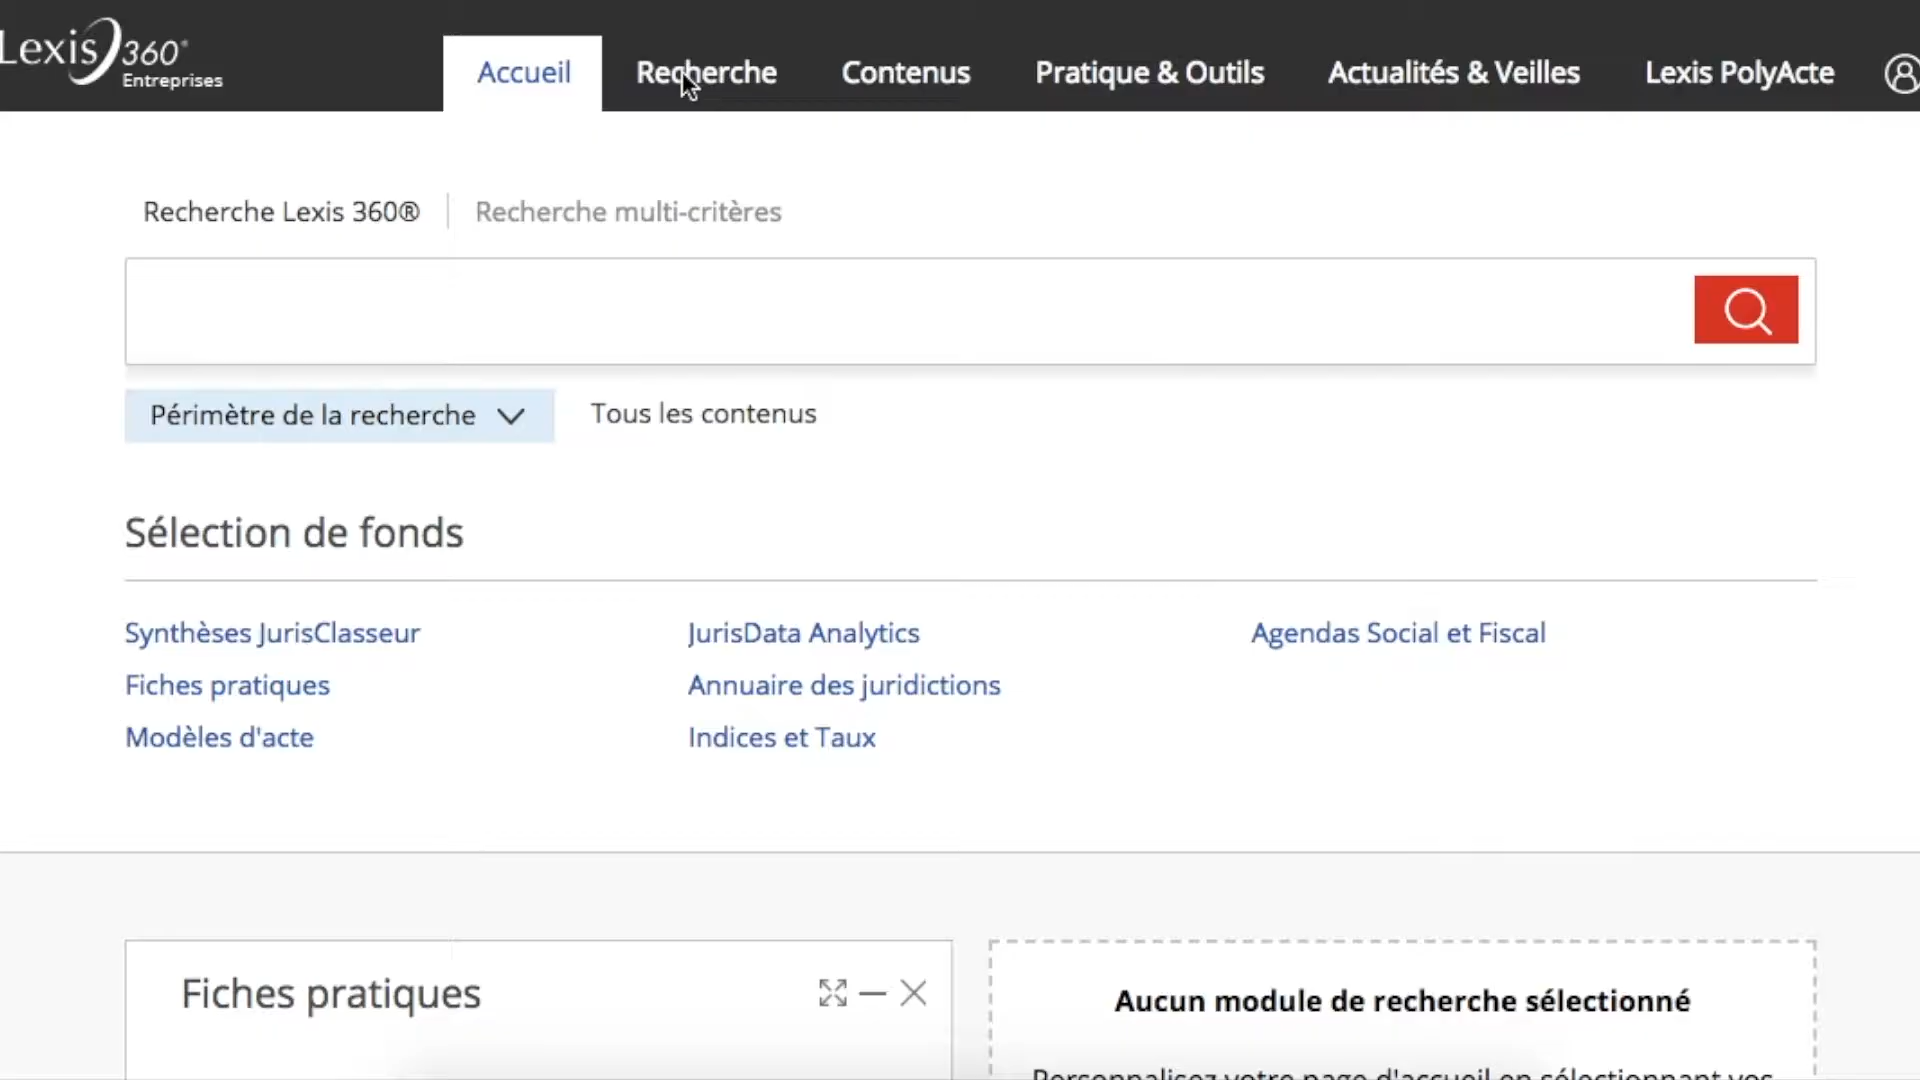 Lexis 360®
Entreprises
Accueil
Recherche
Contenus
Pratique & Outils
Actualités & Veilles
Lexis PolyActe
Recherche Lexis 360®
Recherche multi-critères
Périmètre de la recherche
Tous les contenus
Sélection de fonds
Synthèses JurisClasseur
JurisData Analytics
Agendas Social et Fiscal
Fiches pratiques
Annuaire des juridictions
Modèles d'acte
Indices et Taux
Fiches pratiques
Aucun module de recherche sélectionné
Personnalisez votre page d'accueil en sélectionnant vos